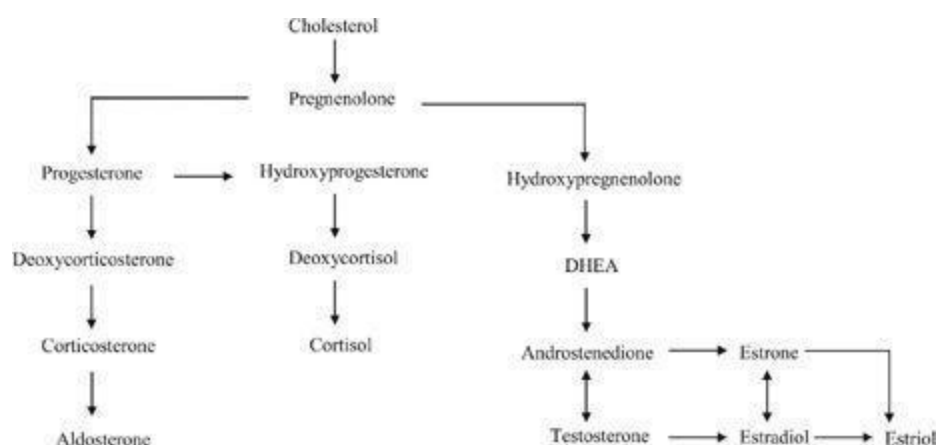 Cholesterol
Pregnenolone
Progesterone
Hydroxyprogesterone
Hydroxypregnenolone
Deoxycorticosterone
Deoxycortisol
DHEA
Corticosterone
Cortisol
Androstenedione
Estrone
Aldosterone
Testosterone
Estradiol
Estriol